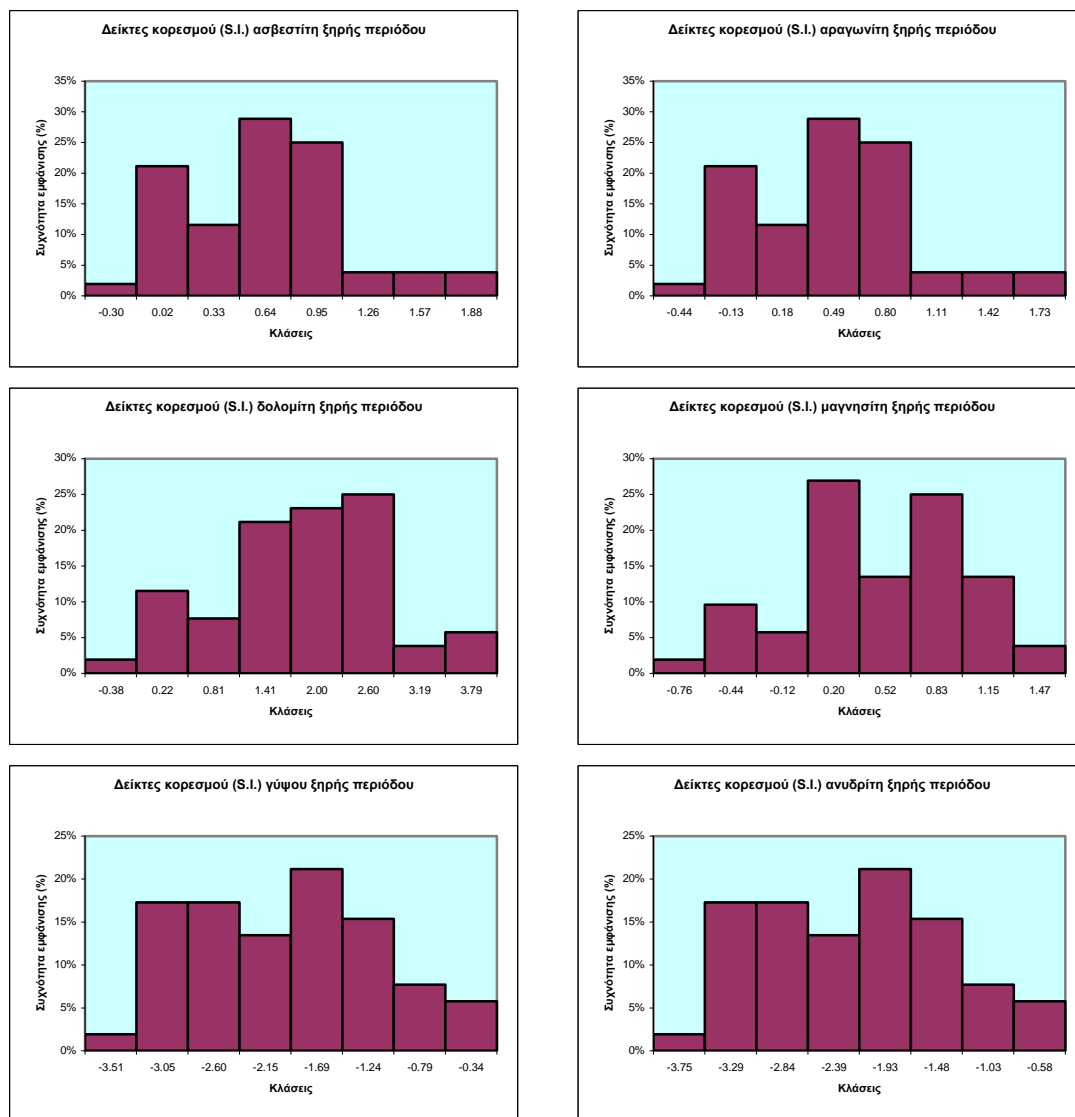 Δείκτες κορεσμού (S.I.) ασβεστίτη ξηρής περιόδου
Συχνότητα εμφάνισης (%)
35%
30%
25%
20%
15%
10%
5%
0%
-0.30 0.02 0.33 0.64 0.95 1.26 1.57 1.88
Κλάσεις
Δείκτες κορεσμού (S.I.) αραγωνίτη ξηρής περιόδου
Συχνότητα εμφάνισης (%)
35%
30%
25%
20%
15%
10%
5%
0%
-0.44 -0.13 0.18 0.49 0.80 1.11 1.42 1.73
Κλάσεις
Δείκτες κορεσμού (S.I.) δολομίτη ξηρής περιόδου
Συχνότητα εμφάνισης (%)
30%
25%
20%
15%
10%
5%
0%
-0.38 0.22 0.81 1.41 2.00 2.60 3.19 3.79
Κλάσεις
Δείκτες κορεσμού (S.I.) μαγνησίτη ξηρής περιόδου
Συχνότητα εμφάνισης (%)
30%
25%
20%
15%
10%
5%
0%
-0.76 -0.44 -0.12 0.20 0.52 0.83 1.15 1.47
Κλάσεις
Δείκτες κορεσμού (S.I.) γύψου ξηρής περιόδου
Συχνότητα εμφάνισης (%)
25%
20%
15%
10%
5%
0%
-3.51 -3.05 -2.60 -2.15 -1.69 -1.24 -0.79 -0.34
Κλάσεις
Δείκτες κορεσμού (S.I.) ανυδρίτη ξηρής περιόδου
Συχνότητα εμφάνισης (%)
25%
20%
15%
10%
5%
0%
-3.75 -3.29 -2.84 -2.39 -1.93 -1.48 -1.03 -0.58
Κλάσεις